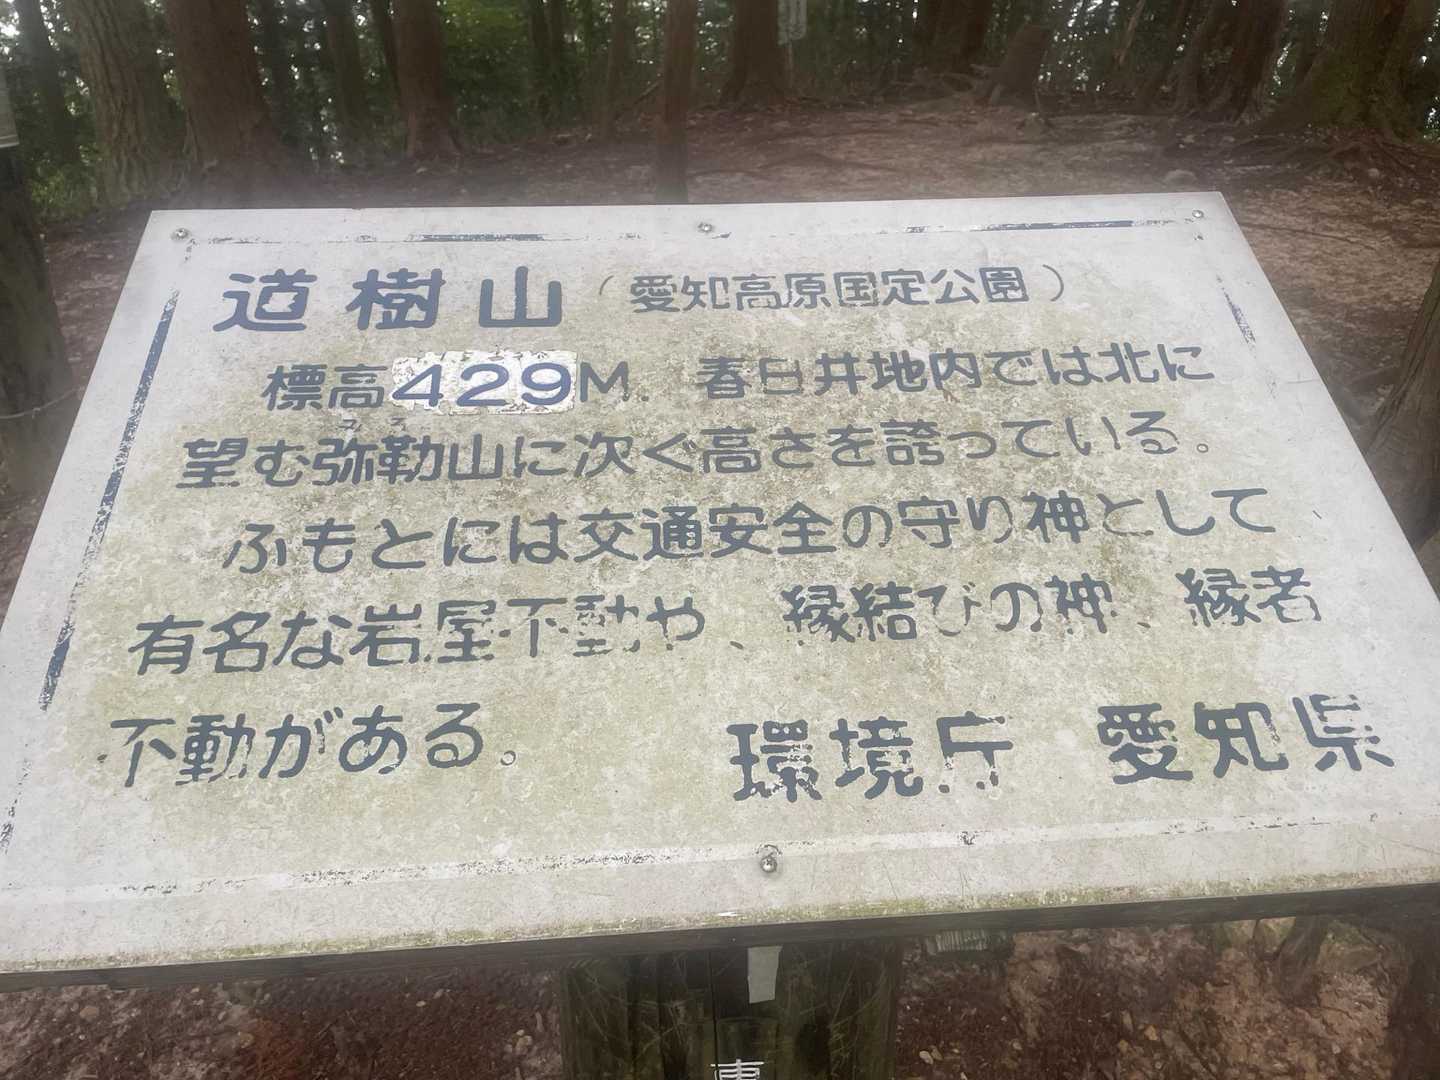 道樹山（愛知高原国定公園）
標高429M. 春日井地内では北に
みろく
望む弥勒山に次ぐ高さを誇っている。
ふもとには交通安全の守り神として
有名な岩屋不動や、縁結びの神、縁者
不動がある。
環境庁 愛知県